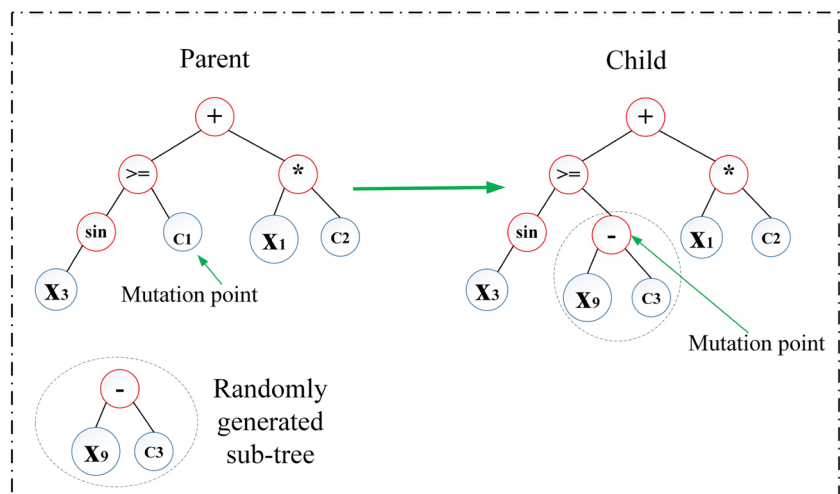 Parent
Child
+
+
>=
*
>=
*
sin
C1
X1
C2
sin
-
X1
C2
X3
Mutation point
X3
X9
C3
Mutation point
-
X9
C3
Randomly
generated
sub-tree